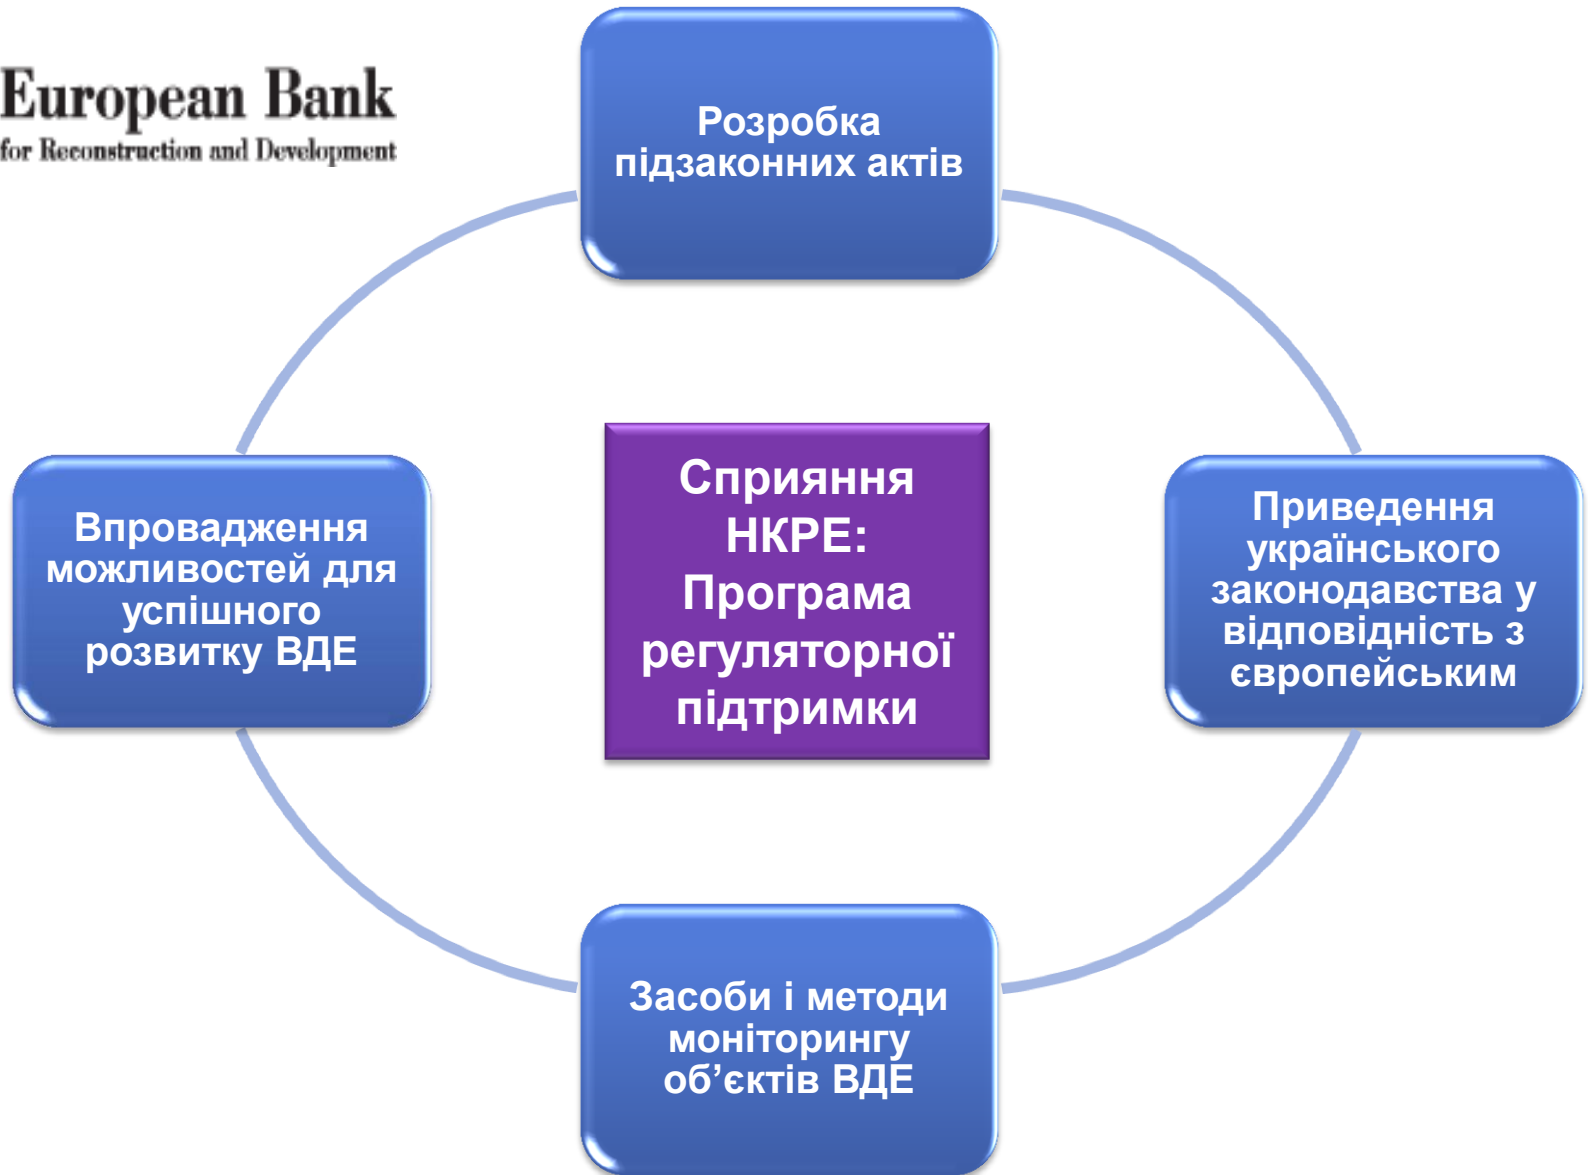 European Bank
for Reconstruction and Development
Розробка
підзаконних актів
Впровадження
можливостей для
успішного
розвитку ВДЕ
Сприяння
НКРЕ:
Програма
регуляторної
підтримки
Приведення
українського
законодавства у
відповідність з
європейським
Засоби і методи
моніторингу
об’єктів ВДЕ